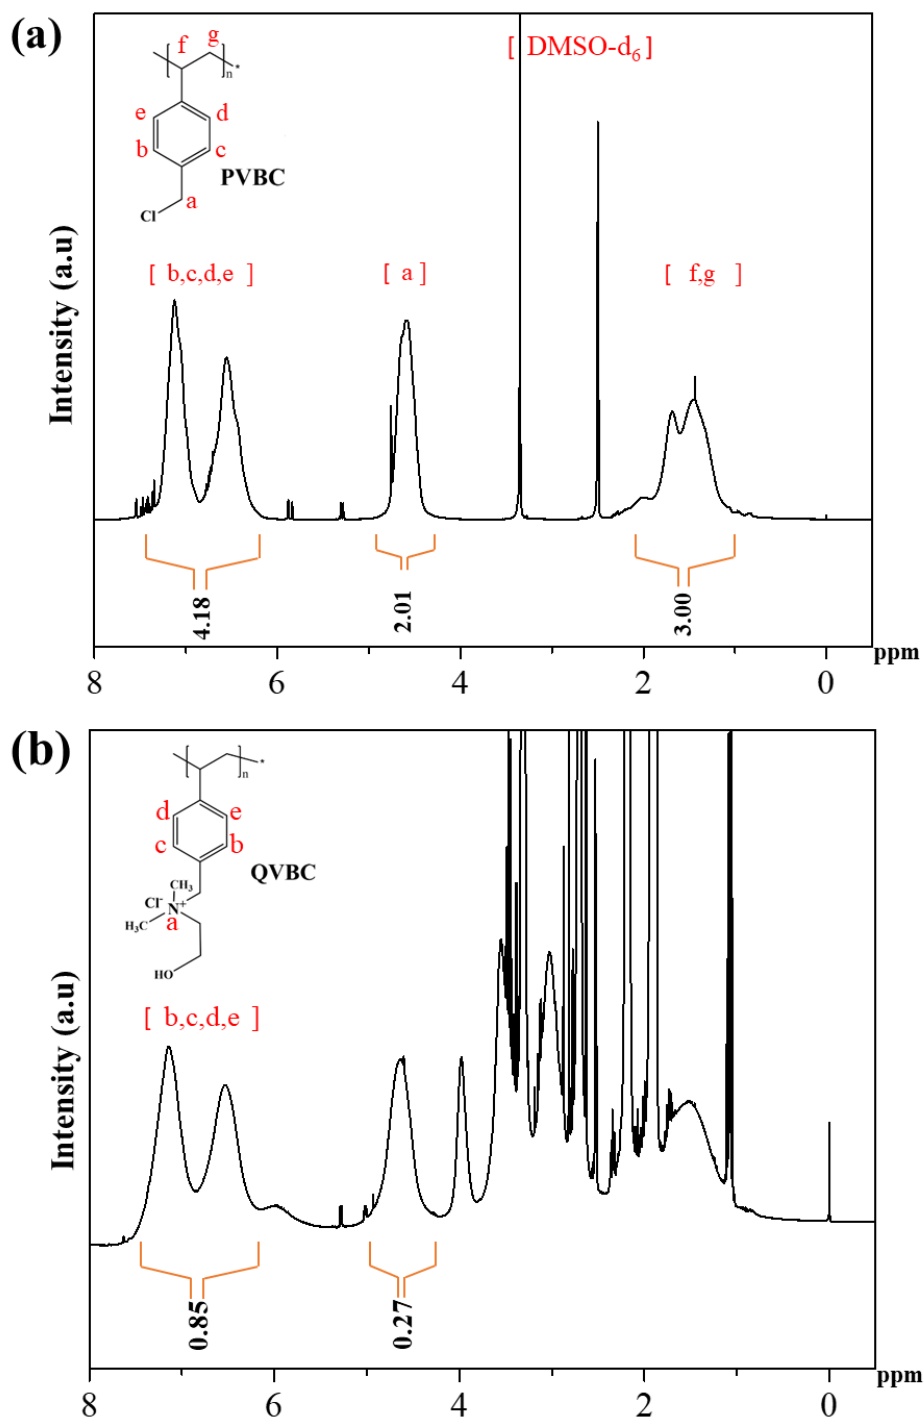 (a)
[ DMSO-d6]
f
g
n
*
e
d
b
c
PVBC
a
Cl
[ b,c,d,e ]
[ a ]
[ f,g ]
Intensity (a.u)
4.18
2.01
3.00
ppm
8
6
4
2
0
(b)
n
*
d
e
c
b
QVBC
CH3
Cl-
N+
H3C
a
HO
[ b,c,d,e ]
Intensity (a.u)
0.85
0.27
ppm
8
6
4
2
0